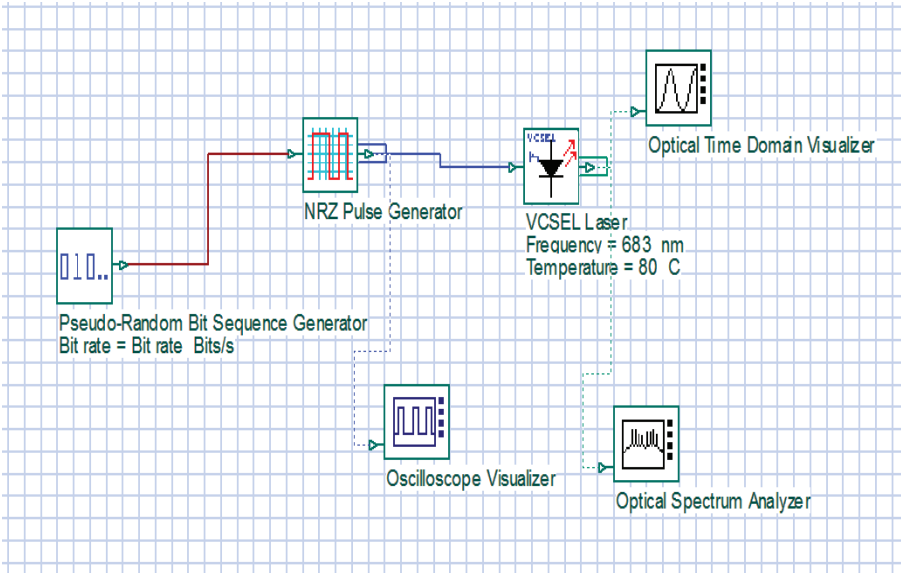 Optical Time Domain Visualizer
VCSEL
NRZ Pulse Generator
VCSEL Laser
Frequency = 683 nm
Temperature = 80 C
010..
Pseudo-Random Bit Sequence Generator
Bit rate = Bit rate Bits/s
Oscilloscope Visualizer
Optical Spectrum Analyzer